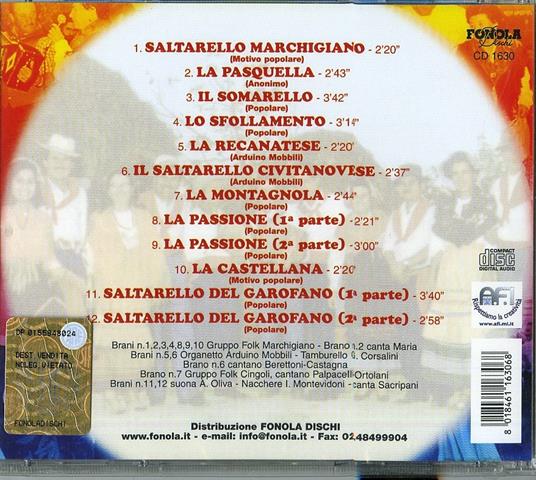 FONOLA
Dischi
CD 1630
1. SALTARELLO MARCHIGIANO - 2'20"
(Motivo popolare)
2. LA PASQUELLA - 2'43"
(Anonimo)
3. IL SOMARELLO - 3'42"
(Popolare)
4. LO SFOLLAMENTO - 3'14"
(Popolare)
5. LA RECANATESE - 2'20"
(Arduino Mobbili)
6. IL SALTARELLO CIVITANOVESE - 2'37"
(Arduino Mobbili)
7. LA MONTAGNOLA - 2'44"
(Popolare)
8. LA PASSIONE (1ª parte) - 2'21"
(Popolare)
9. LA PASSIONE (2ª parte) - 3'00"
(Popolare)
10. LA CASTELLANA - 2'20"
(Motivo popolare)
11. SALTARELLO DEL GAROFANO (1ª parte) - 3'40"
(Popolare)
12. SALTARELLO DEL GAROFANO (2ª parte) - 2'58"
(Popolare)
Brani n.1,2,3,4,8,9,10 Gruppo Folk Marchigiano - Brano n.2 canta Maria
Brani n.5,6 Organetto Arduino Mobbili - Tamburello G. Corsalini
Brano n.6 cantano Berettoni-Castagna
Brano n.7 Gruppo Folk Cingoli, cantano Palpacelli Ortolani
Brani n.11,12 suona A. Oliva - Nacchere I. Montevidoni - canta Sacripani
Distribuzione FONOLA DISCHI
www.fonola.it - e-mail: info@fonola.it - Fax: 02.48499904
COMPACT
disc
DIGITAL AUDIO
AFI
Rispettiamo la creatività
www.afi.mi.it
8 018461 163068
DP 0155848024
DEST.VENDITA
NOLEG.VIETATO
FONOLADISCHI